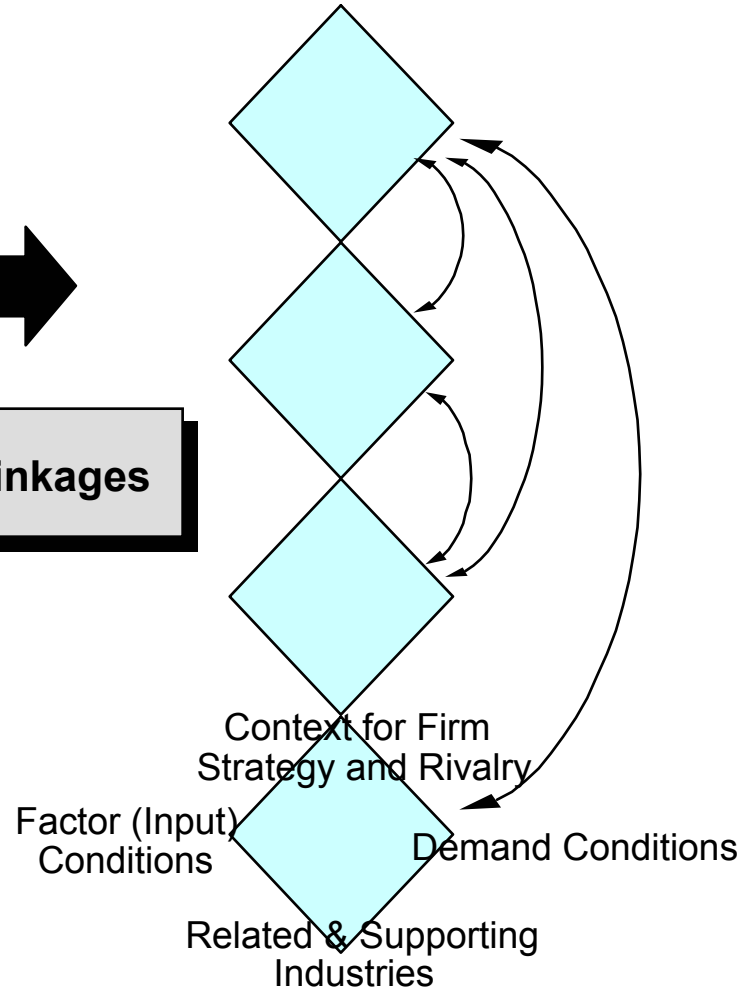 inkages
Context for Firm
Strategy and Rivalry
Factor (Input)
Conditions
Demand Conditions
Related & Supporting
Industries